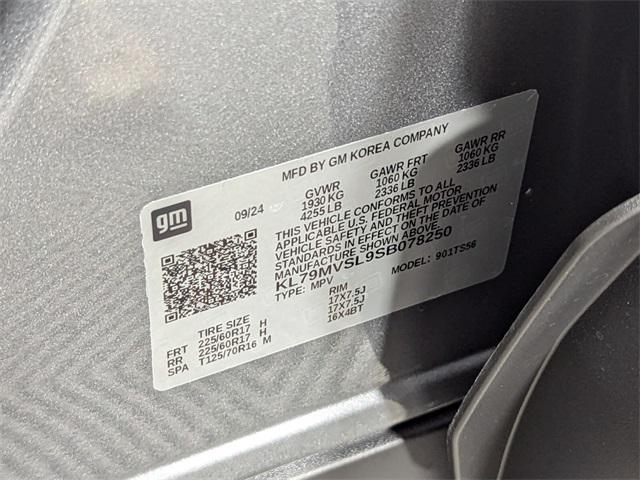 MFD BY GM KOREA COMPANY
gm
09/24
GVWR GAWR FRT GAWR RR
1930 KG 1060 KG 1060 KG
4255 LB 2336 LB 2336 LB
THIS VEHICLE CONFORMS TO ALL
APPLICABLE U.S. FEDERAL MOTOR
VEHICLE SAFETY AND THEFT PREVENTION
STANDARDS IN EFFECT ON THE DATE OF
MANUFACTURE SHOWN ABOVE.
KL79MVSL9SB078250
TYPE: MPV MODEL: 901TS56
TIRE SIZE RIM
FRT 225/60R17 H 17X7.5J
RR 225/60R17 H 17X7.5J
SPA T125/70R16 M 16X4BT